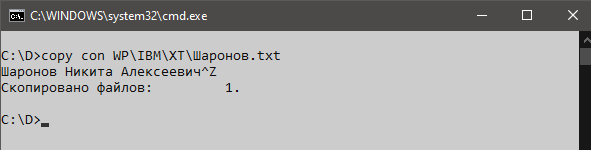 C:\WINDOWS\system32\cmd.exe
C:\D>copy con WP\IBM\XT\Шаронов.txt
Шаронов Никита Алексеевич^Z
Скопировано файлов:         1.
C:\D>